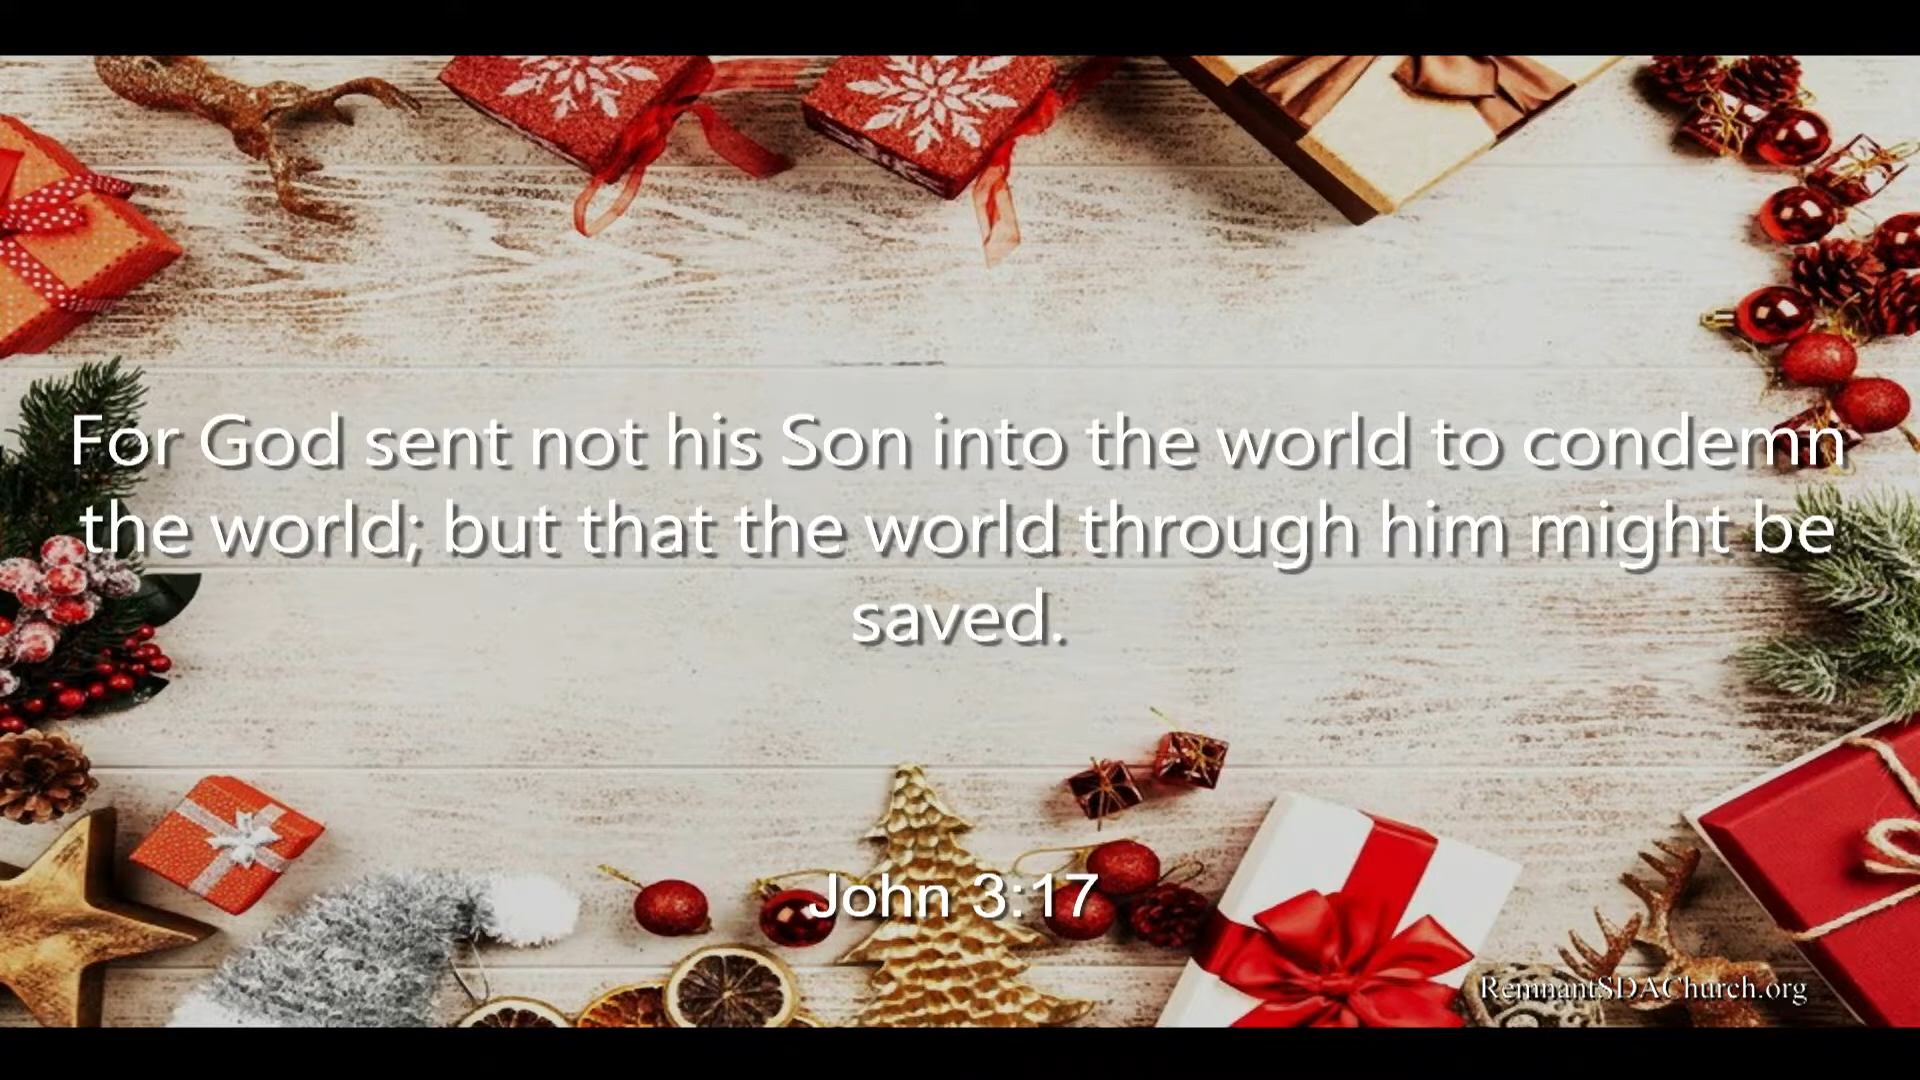 For God sent not his Son into the world to condemn
the world; but that the world through him might be
saved.
John 3:17
RemnantSDAChurch.org